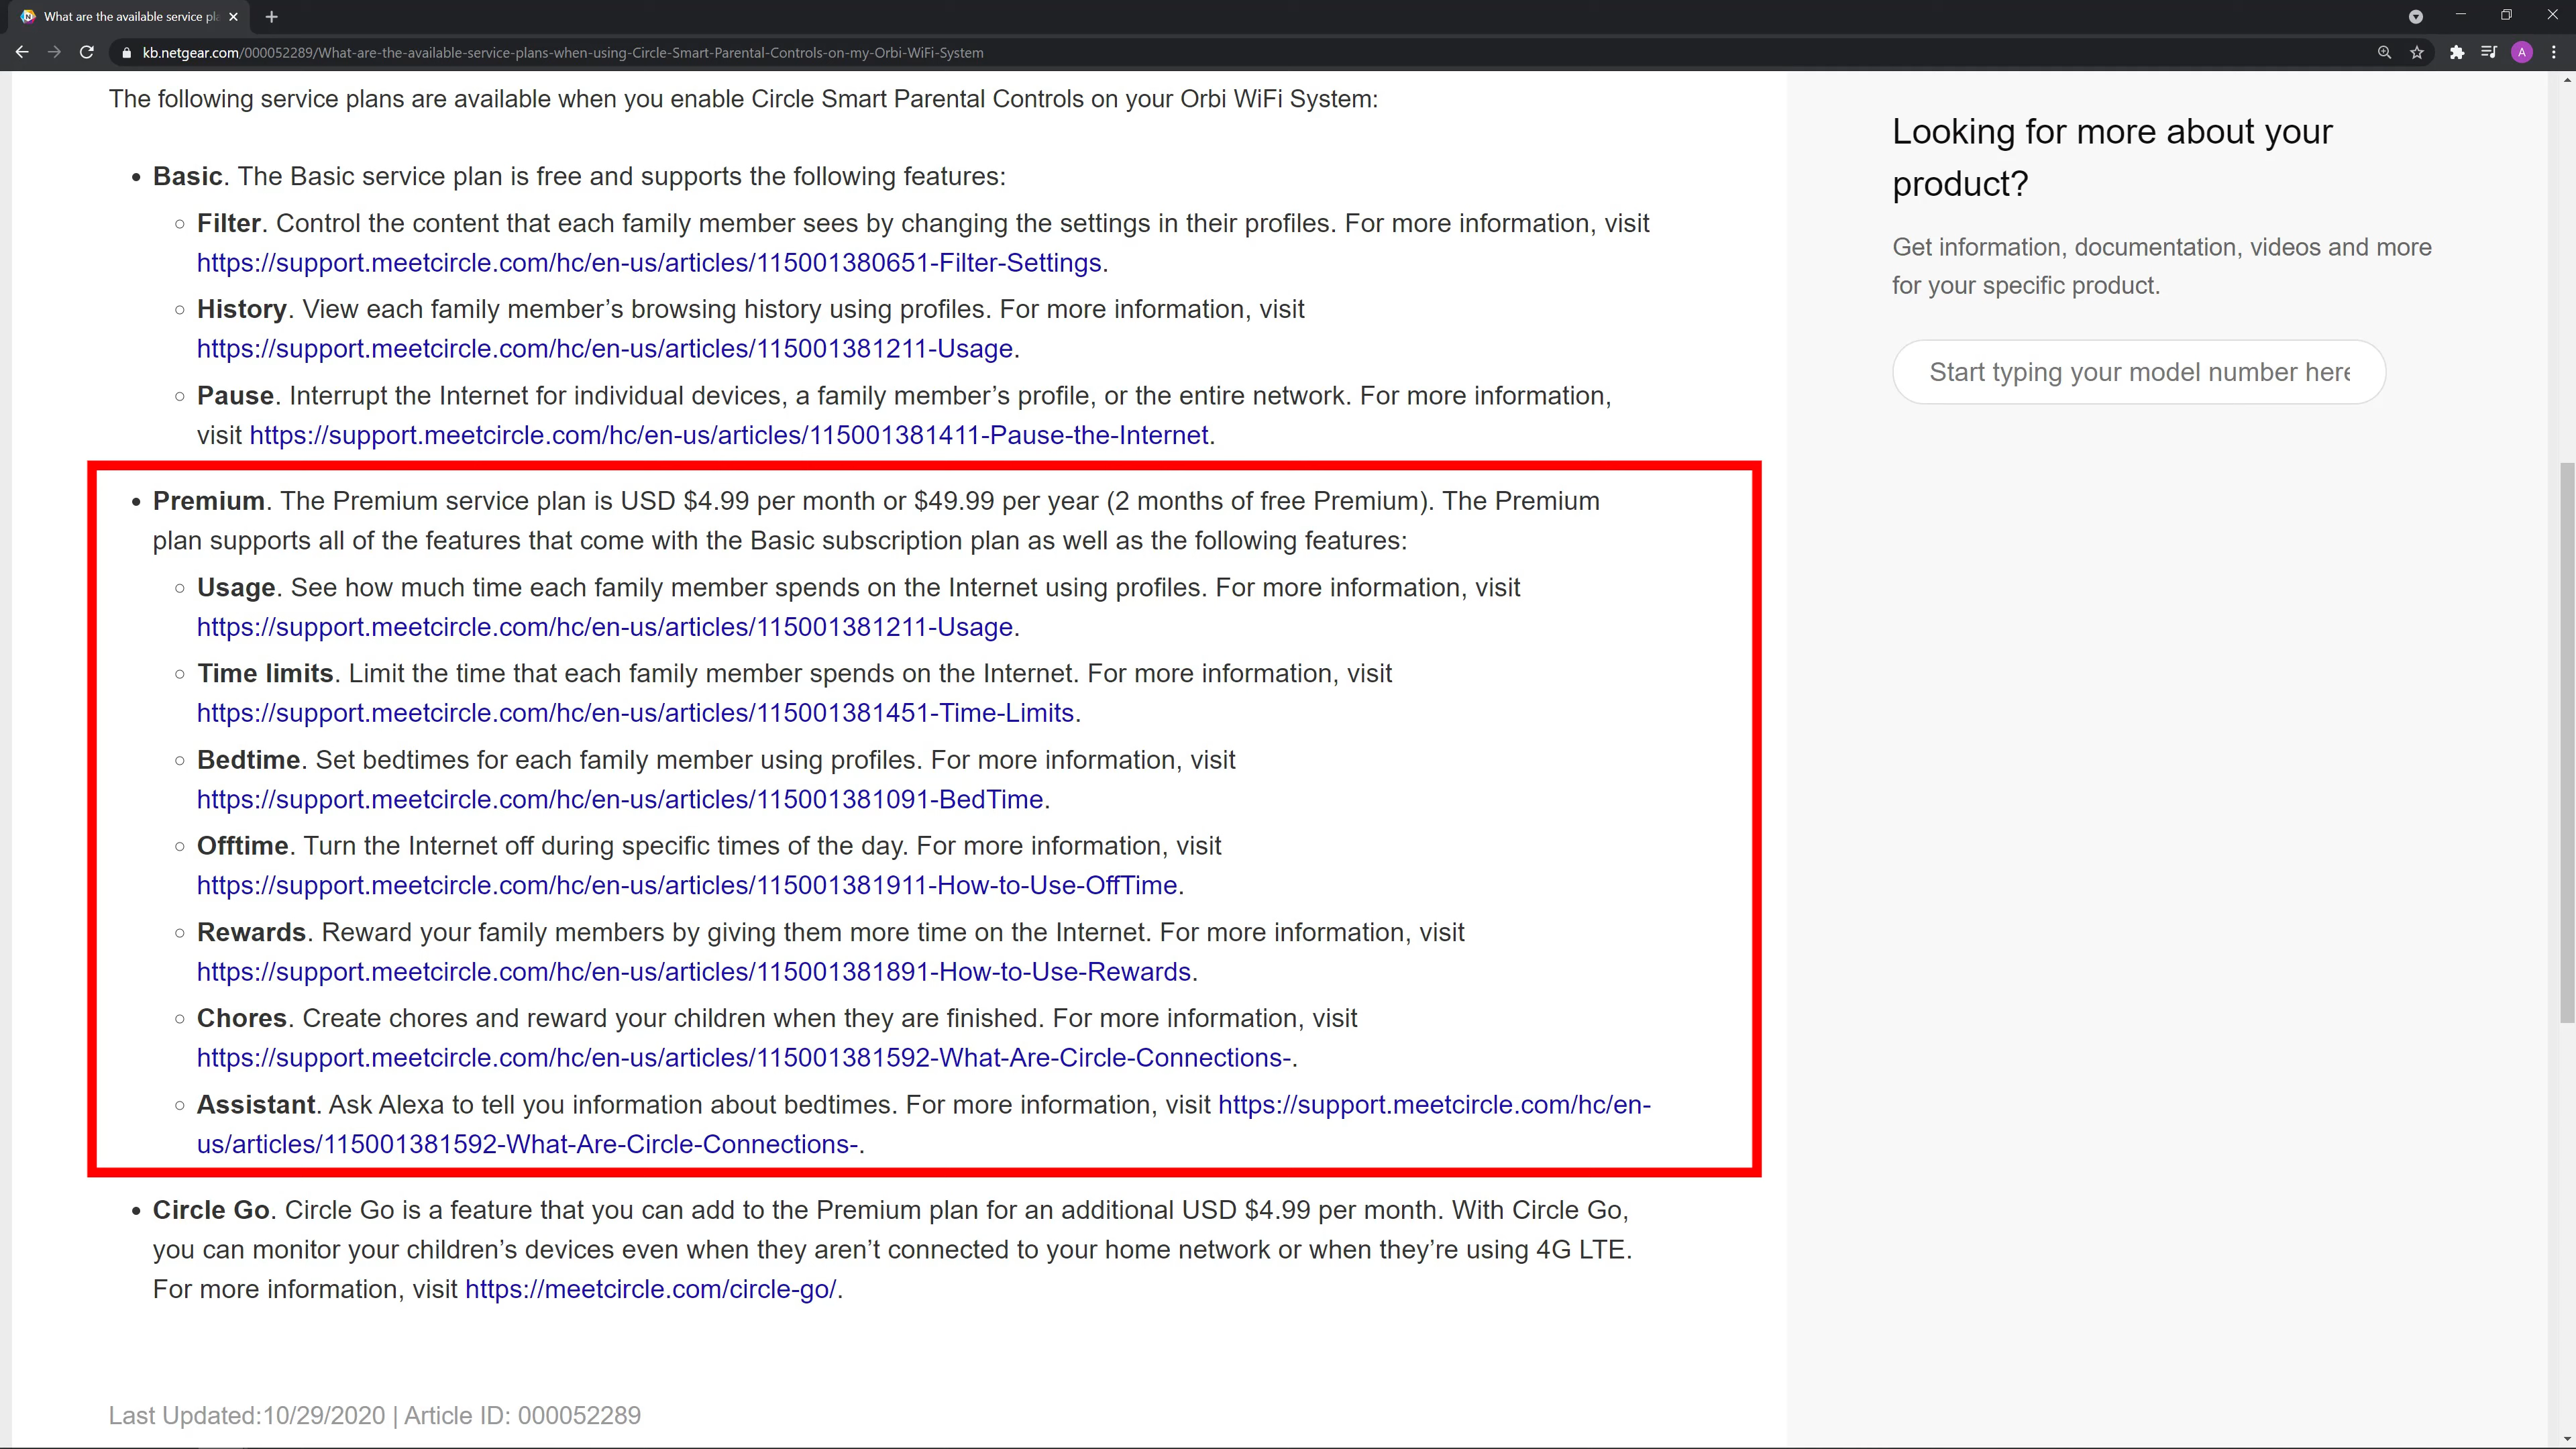 What are the available service pla
kb.netgear.com/000052289/What-are-the-available-service-plans-when-using-Circle-Smart-Parental-Controls-on-my-Orbi-WiFi-System
A
The following service plans are available when you enable Circle Smart Parental Controls on your Orbi WiFi System:
Basic. The Basic service plan is free and supports the following features:
Filter. Control the content that each family member sees by changing the settings in their profiles. For more information, visit
https://support.meetcircle.com/hc/en-us/articles/115001380651-Filter-Settings.
History. View each family member’s browsing history using profiles. For more information, visit
https://support.meetcircle.com/hc/en-us/articles/115001381211-Usage.
Pause. Interrupt the Internet for individual devices, a family member’s profile, or the entire network. For more information,
visit https://support.meetcircle.com/hc/en-us/articles/115001381411-Pause-the-Internet.
Premium. The Premium service plan is USD $4.99 per month or $49.99 per year (2 months of free Premium). The Premium
plan supports all of the features that come with the Basic subscription plan as well as the following features:
Usage. See how much time each family member spends on the Internet using profiles. For more information, visit
https://support.meetcircle.com/hc/en-us/articles/115001381211-Usage.
Time limits. Limit the time that each family member spends on the Internet. For more information, visit
https://support.meetcircle.com/hc/en-us/articles/115001381451-Time-Limits.
Bedtime. Set bedtimes for each family member using profiles. For more information, visit
https://support.meetcircle.com/hc/en-us/articles/115001381091-BedTime.
Offtime. Turn the Internet off during specific times of the day. For more information, visit
https://support.meetcircle.com/hc/en-us/articles/115001381911-How-to-Use-OffTime.
Rewards. Reward your family members by giving them more time on the Internet. For more information, visit
https://support.meetcircle.com/hc/en-us/articles/115001381891-How-to-Use-Rewards.
Chores. Create chores and reward your children when they are finished. For more information, visit
https://support.meetcircle.com/hc/en-us/articles/115001381592-What-Are-Circle-Connections-.
Assistant. Ask Alexa to tell you information about bedtimes. For more information, visit https://support.meetcircle.com/hc/en-
us/articles/115001381592-What-Are-Circle-Connections-.
Circle Go. Circle Go is a feature that you can add to the Premium plan for an additional USD $4.99 per month. With Circle Go,
you can monitor your children’s devices even when they aren’t connected to your home network or when they’re using 4G LTE.
For more information, visit https://meetcircle.com/circle-go/.
Last Updated:10/29/2020 | Article ID: 000052289
Looking for more about your
product?
Get information, documentation, videos and more
for your specific product.
Start typing your model number here